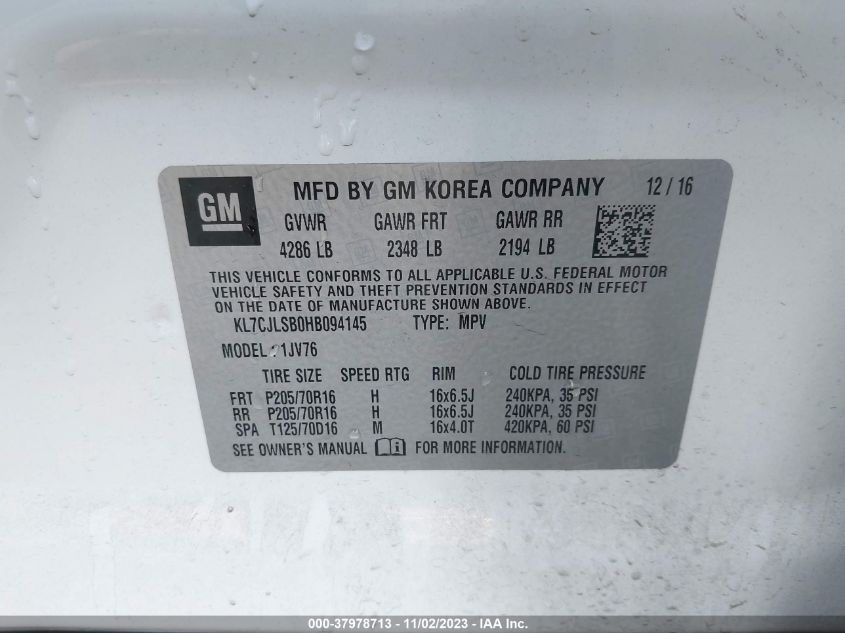 GM MFD BY GM KOREA COMPANY 12/16
GVWR GAWR FRT GAWR RR
4286 LB 2348 LB 2194 LB
THIS VEHICLE CONFORMS TO ALL APPLICABLE U.S. FEDERAL MOTOR
VEHICLE SAFETY AND THEFT PREVENTION STANDARDS IN EFFECT
ON THE DATE OF MANUFACTURE SHOWN ABOVE.
KL7CJLSB0HB094145 TYPE: MPV
MODEL: 1JV76
TIRE SIZE SPEED RTG RIM COLD TIRE PRESSURE
FRT P205/70R16 H 16x6.5J 240KPA, 35 PSI
RR P205/70R16 H 16x6.5J 240KPA, 35 PSI
SPA T125/70D16 M 16x4.0T 420KPA, 60 PSI
SEE OWNER'S MANUAL FOR MORE INFORMATION.
000-37978713 - 11/02/2023 - IAA Inc.